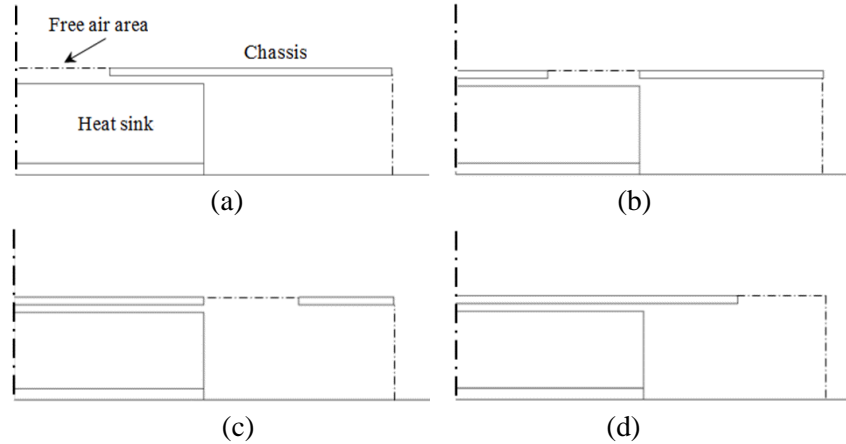 Free air area
Chassis
Heat sink
(a)
(b)
(c)
(d)